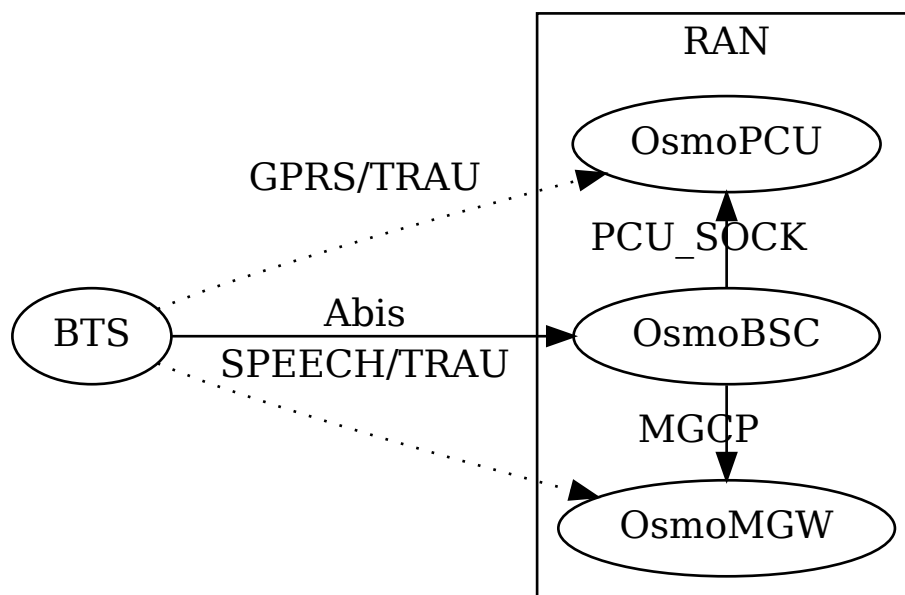 RAN
OsmoPCU
GPRS/TRAU
PCU_SOCK
Abis
BTS
OsmoBSC
SPEECH/TRAU
MGCP
OsmoMGW